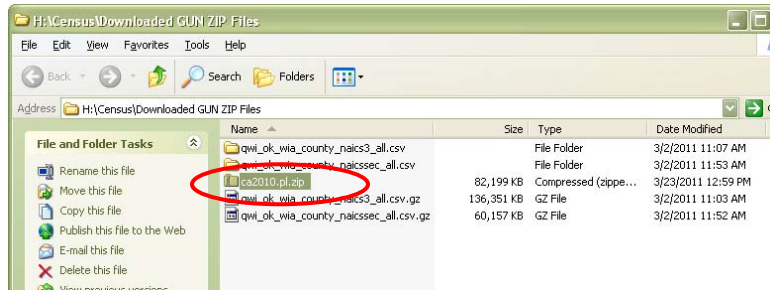 H:\Census\Downloaded GUN ZIP Files
File Edit View Favorites Tools Help
Back Search Folders
Address H:\Census\Downloaded GUN ZIP Files
Name Size Type Date Modified
File and Folder Tasks
qwi_ok_wia_county_naics3_all.csv File Folder 3/2/2011 11:07 AM
qwi_ok_wia_county_naicssec_all.csv File Folder 3/2/2011 11:53 AM
Rename this file
ca2010.pl.zip 82,199 KB Compressed (zippe... 3/23/2011 12:59 PM
Move this file
qwi_ok_wia_county_naics3_all.csv.gz 136,351 KB GZ File 3/2/2011 11:03 AM
Copy this file
qwi_ok_wia_county_naicssec_all.csv.gz 60,157 KB GZ File 3/2/2011 11:52 AM
Publish this file to the Web
E-mail this file
Delete this file
View previous versions